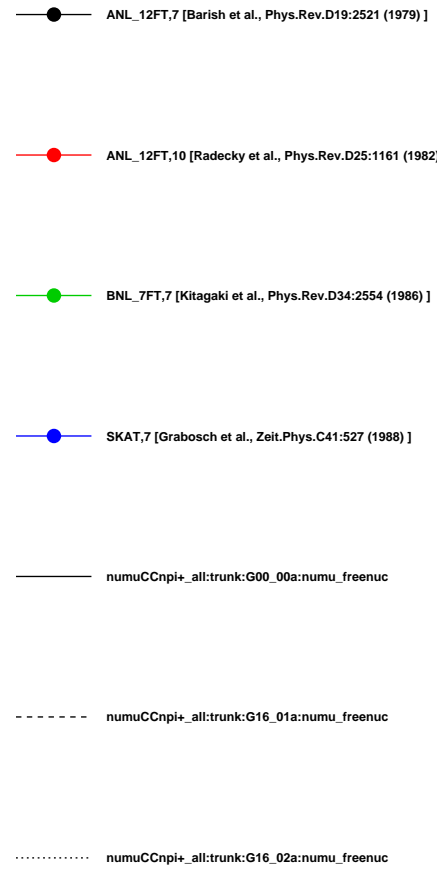 ANL_12FT,7 [Barish et al., Phys.Rev.D19:2521 (1979) ]
ANL_12FT,10 [Radecky et al., Phys.Rev.D25:1161 (1982)
BNL_7FT,7 [Kitagaki et al., Phys.Rev.D34:2554 (1986) ]
SKAT,7 [Grabosch et al., Zeit.Phys.C41:527 (1988) ]
numuCCnpi+_all:trunk:G00_00a:numu_freenuc
numuCCnpi+_all:trunk:G16_01a:numu_freenuc
numuCCnpi+_all:trunk:G16_02a:numu_freenuc